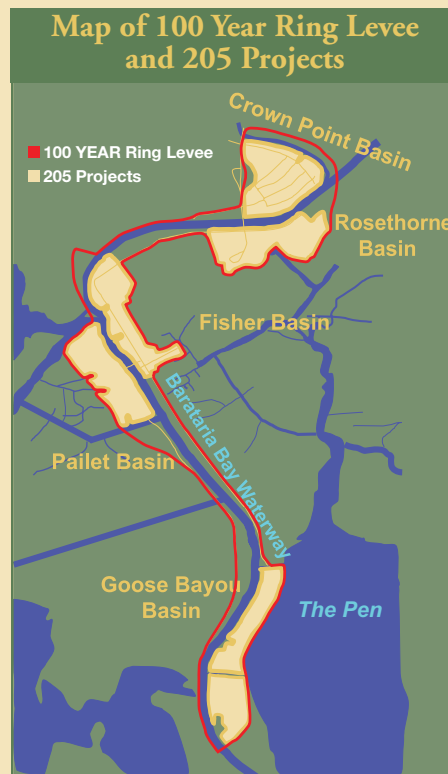 Map of 100 Year Ring Levee
and 205 Projects
Crown Point Basin
100 YEAR Ring Levee
205 Projects
Rosethorne
Basin
Fisher Basin
Barataria Bay Waterway
Pailet Basin
Goose Bayou
Basin
The Pen